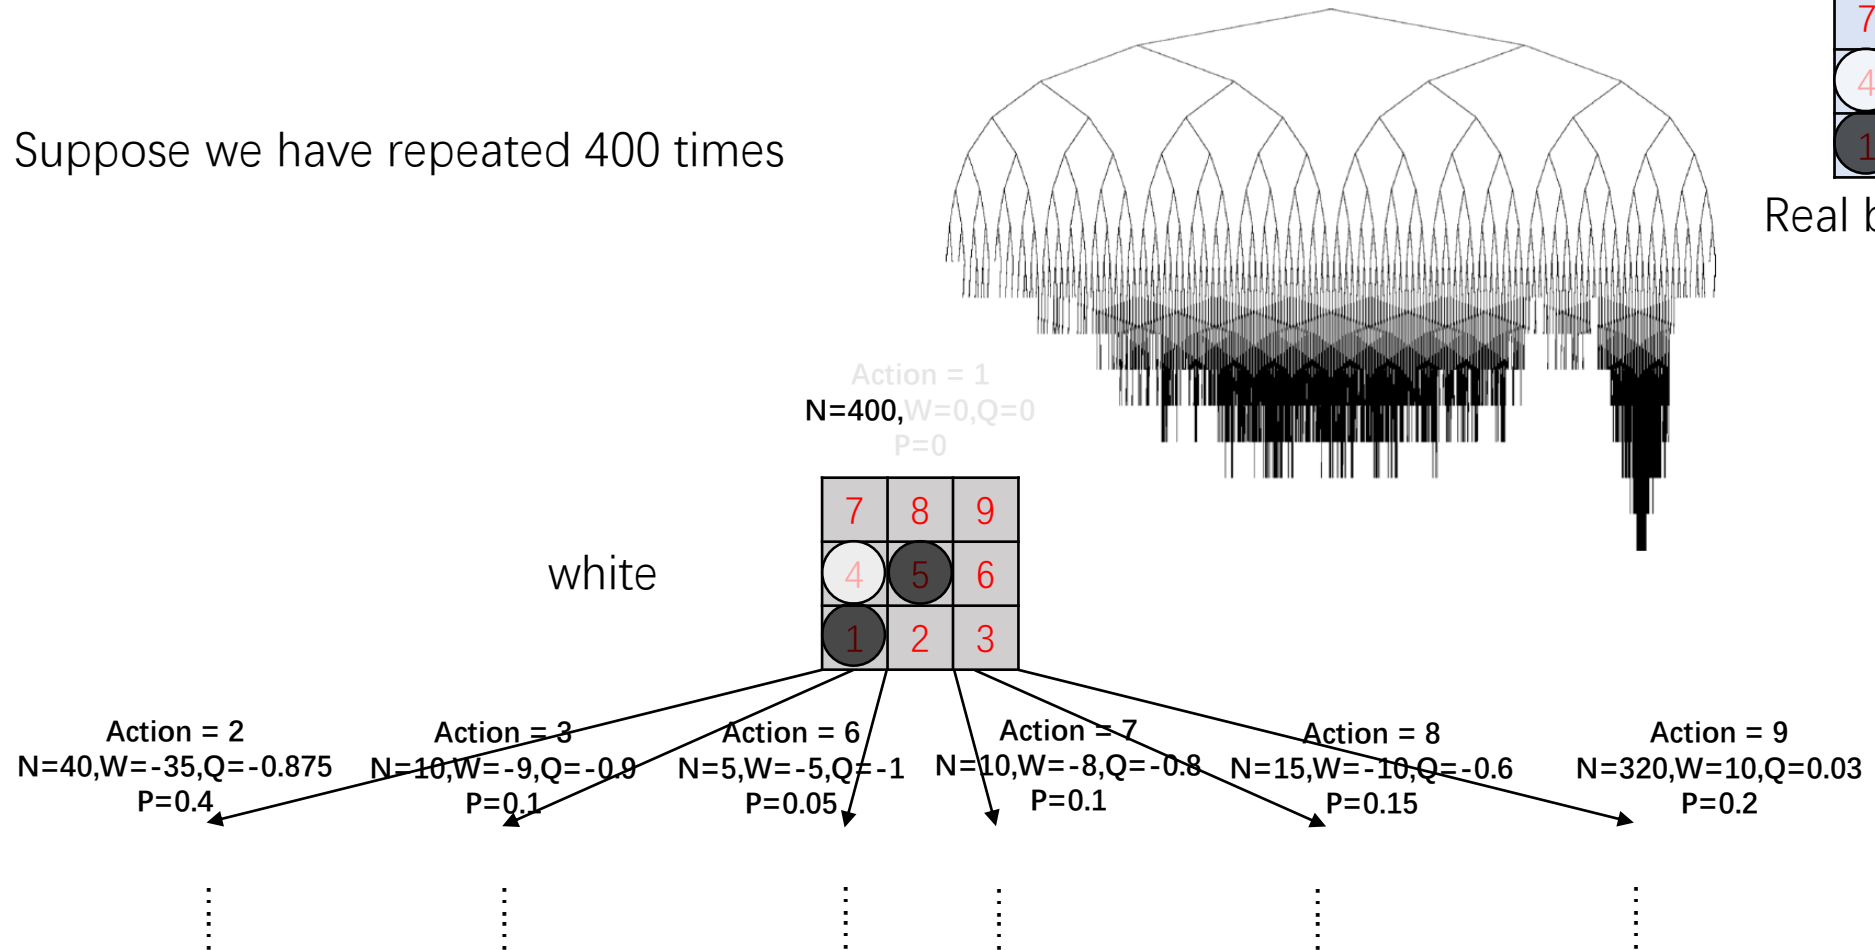 7
4
1
Suppose we have repeated 400 times
Real b
Action = 1
N=400,W=0,Q=0
P=0
7 8 9
white
4 5 6
1 2 3
Action = 2
N=40,W=-35,Q=-0.875
P=0.4
Action = 3
N=10,W=-9,Q=-0.9
P=0.1
Action = 6
N=5,W=-5,Q=-1
P=0.05
Action = 7
N=10,W=-8,Q=-0.8
P=0.1
Action = 8
N=15,W=-10,Q=-0.6
P=0.15
Action = 9
N=320,W=10,Q=0.03
P=0.2